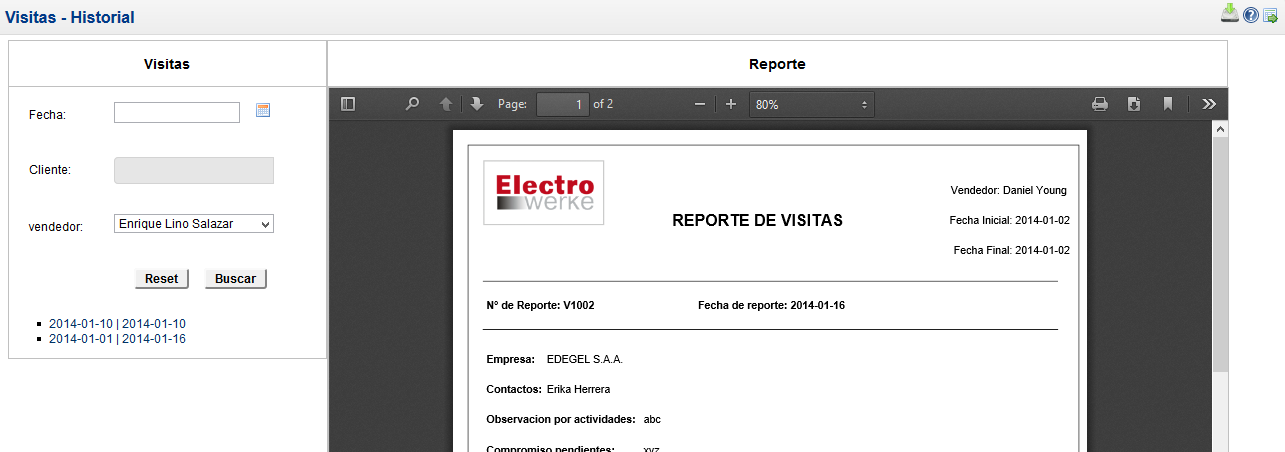 Visitas - Historial
Visitas
Fecha:
Cliente:
vendedor: Enrique Lino Salazar
Reset Buscar
2014-01-10 | 2014-01-10
2014-01-01 | 2014-01-16
Reporte
Page: 1 of 2 80%
Electro
werke
REPORTE DE VISITAS
Vendedor: Daniel Young
Fecha Inicial: 2014-01-02
Fecha Final: 2014-01-02
Nº de Reporte: V1002 Fecha de reporte: 2014-01-16
Empresa: EDEGEL S.A.A.
Contactos: Erika Herrera
Observacion por actividades: abc
Compromiso pendientes: xyz